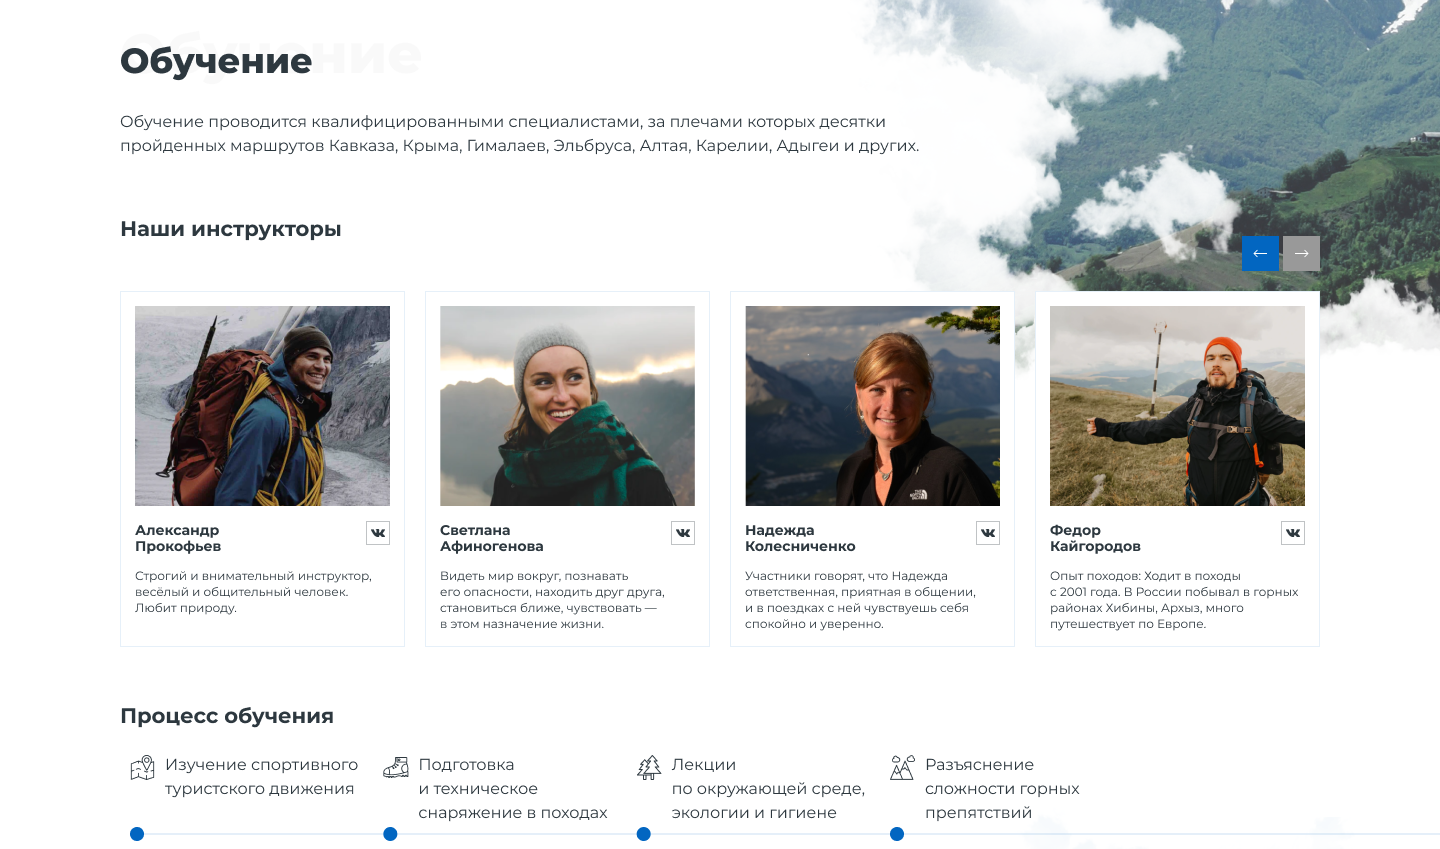 Обучение
Обучение проводится квалифицированными специалистами, за плечами которых десятки
пройденных маршрутов Кавказа, Крыма, Гималаев, Эльбруса, Алтая, Карелии, Адыгеи и других.
Наши инструкторы
Александр
Прокофьев
Строгий и внимательный инструктор,
весёлый и общительный человек.
Любит природу.
Светлана
Афиногенова
Видеть мир вокруг, познавать
его опасности, находить друг друга,
становиться ближе, чувствовать —
в этом назначение жизни.
THE
NORTH
FACE
Надежда
Колесниченко
Участники говорят, что Надежда
ответственная, приятная в общении,
и в поездках с ней чувствуешь себя
спокойно и уверенно.
Федор
Кайгородов
Опыт походов: Ходит в походы
с 2001 года. В России побывал в горных
районах Хибины, Архыз, много
путешествует по Европе.
Процесс обучения
Изучение спортивного
туристского движения
Подготовка
и техническое
снаряжение в походах
Лекции
по окружающей среде,
экологии и гигиене
Разъяснение
сложности горных
препятствий